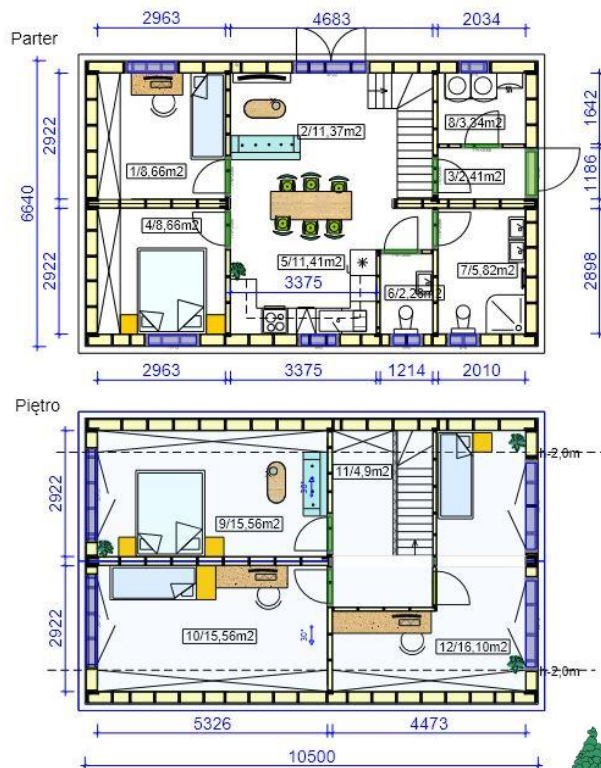 2963 4683 2034
Parter
2922 1642
2/11,37m2 8/3,34m2
6640 1186
1/8,66m2 3/2,41m2
4/8,66m2
2922 5/11,41m2 7/5,82m2 2898
3375 6/2,28m2
2963 3375 1214 2010
Piętro
h-2,0m
2922 11/4,9m2
30°
9/15,56m2
2922
10/15,56m2 30° 12/16,10m2
h-2,0m
5326 4473
10500